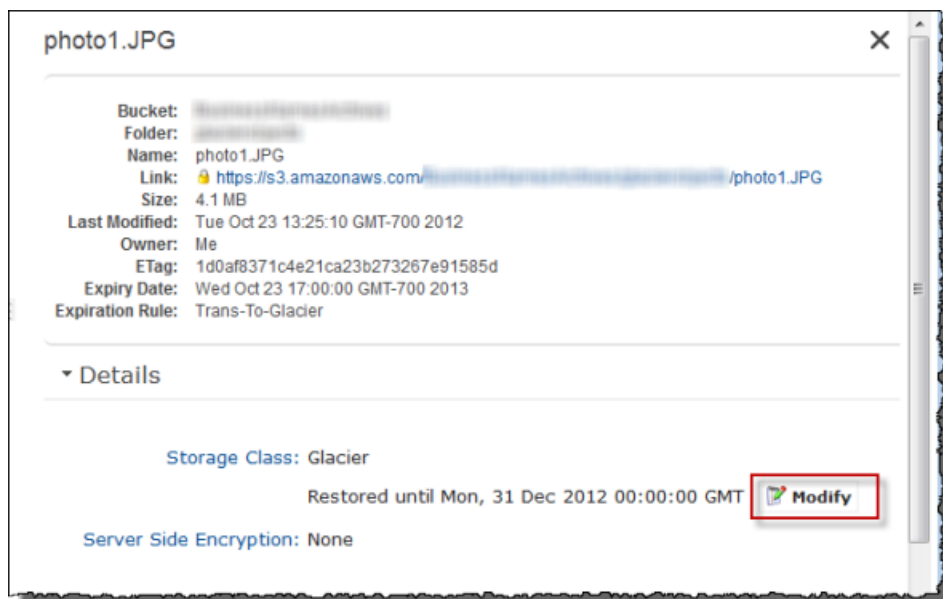 photo1.JPG
Bucket:
Folder:
Name: photo1.JPG
Link: https://s3.amazonaws.com/ /photo1.JPG
Size: 4.1 MB
Last Modified: Tue Oct 23 13:25:10 GMT-700 2012
Owner: Me
ETag: 1d0af8371c4e21ca23b273267e91585d
Expiry Date: Wed Oct 23 17:00:00 GMT-700 2013
Expiration Rule: Trans-To-Glacier
Details
Storage Class: Glacier
Restored until Mon, 31 Dec 2012 00:00:00 GMT Modify
Server Side Encryption: None